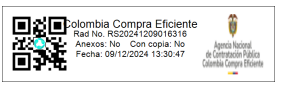 Colombia Compra Eficiente
Rad No. RS20241209016316
Anexos: No Con copia: No
Fecha: 09/12/2024 13:30:47
Agencia Nacional
de Contratación Pública
Colombia Compra Eficiente